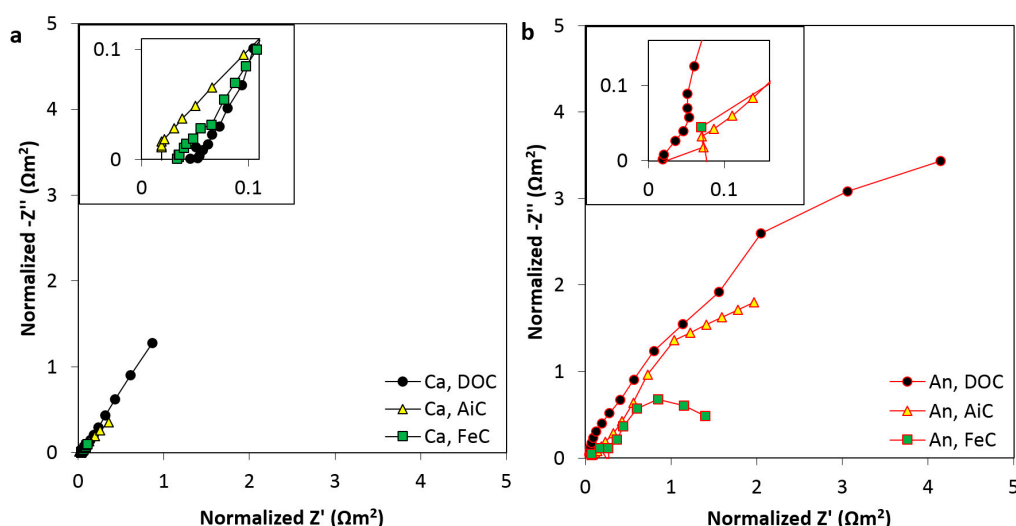 a
Normalized -Z'' (Ωm²)
5
4
3
2
1
0
0.1
0
0
0.1
Ca, DOC
Ca, AiC
Ca, FeC
0
1
2
3
4
5
Normalized Z' (Ωm²)
b
Normalized -Z'' (Ωm²)
5
4
3
2
1
0
0.1
0
0
0.1
An, DOC
An, AiC
An, FeC
0
1
2
3
4
5
Normalized Z' (Ωm²)